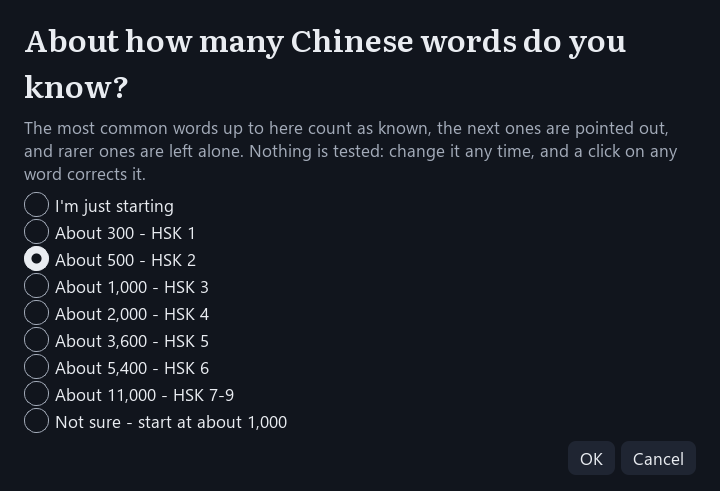 About how many Chinese words do you
know?
The most common words up to here count as known, the next ones are pointed out,
and rarer ones are left alone. Nothing is tested: change it any time, and a click on any
word corrects it.
I'm just starting
About 300 - HSK 1
About 500 - HSK 2
About 1,000 - HSK 3
About 2,000 - HSK 4
About 3,600 - HSK 5
About 5,400 - HSK 6
About 11,000 - HSK 7-9
Not sure - start at about 1,000
OK Cancel